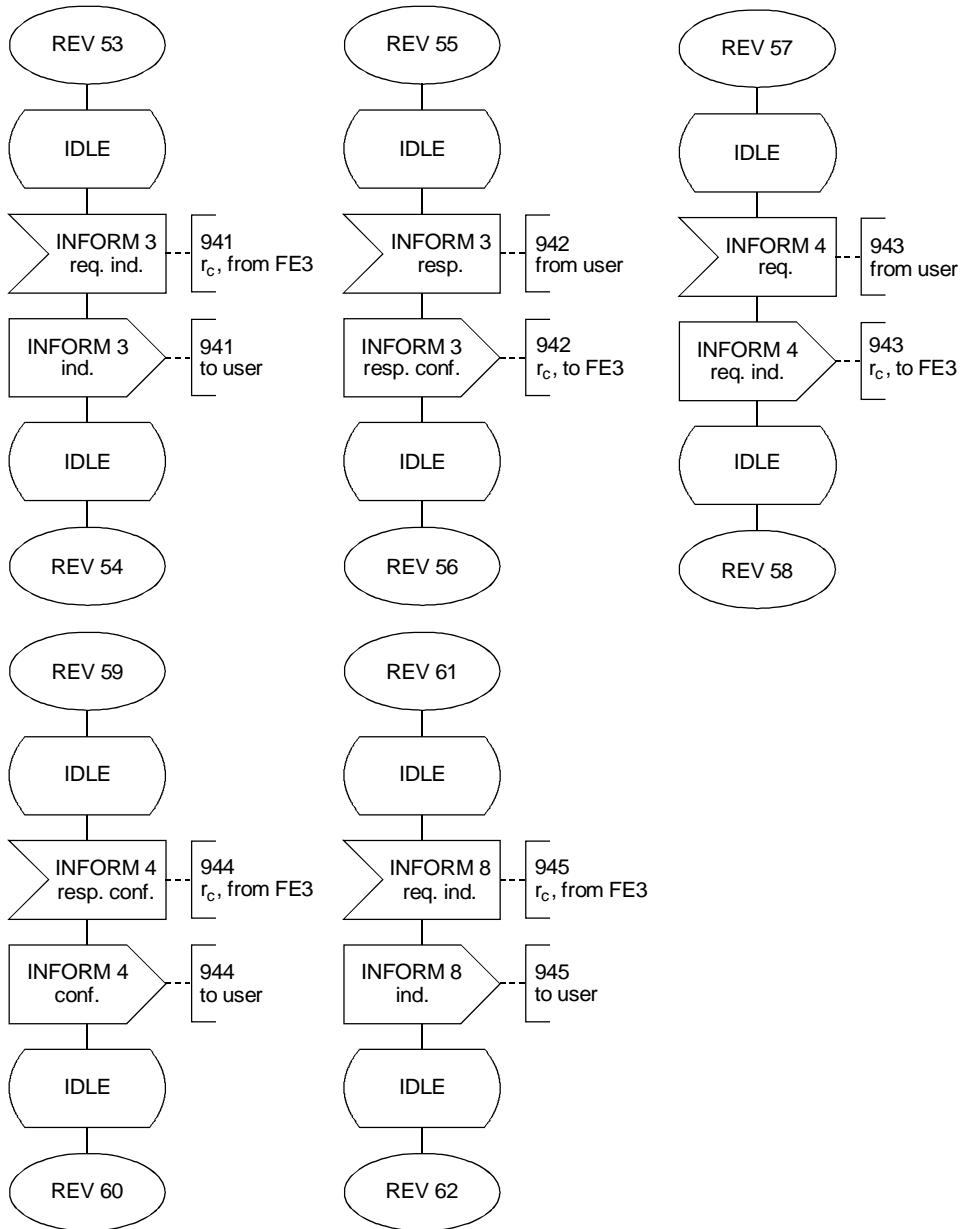 REV 53
IDLE
INFORM 3
req. ind.
941
r_c, from FE3
INFORM 3
ind.
941
to user
IDLE
REV 54
REV 55
IDLE
INFORM 3
resp.
942
from user
INFORM 3
resp. conf.
942
r_c, to FE3
IDLE
REV 56
REV 57
IDLE
INFORM 4
req.
943
from user
INFORM 4
req. ind.
943
r_c, to FE3
IDLE
REV 58
REV 59
IDLE
INFORM 4
resp. conf.
944
r_c, from FE3
INFORM 4
conf.
944
to user
IDLE
REV 60
REV 61
IDLE
INFORM 8
req. ind.
945
r_c, from FE3
INFORM 8
ind.
945
to user
IDLE
REV 62